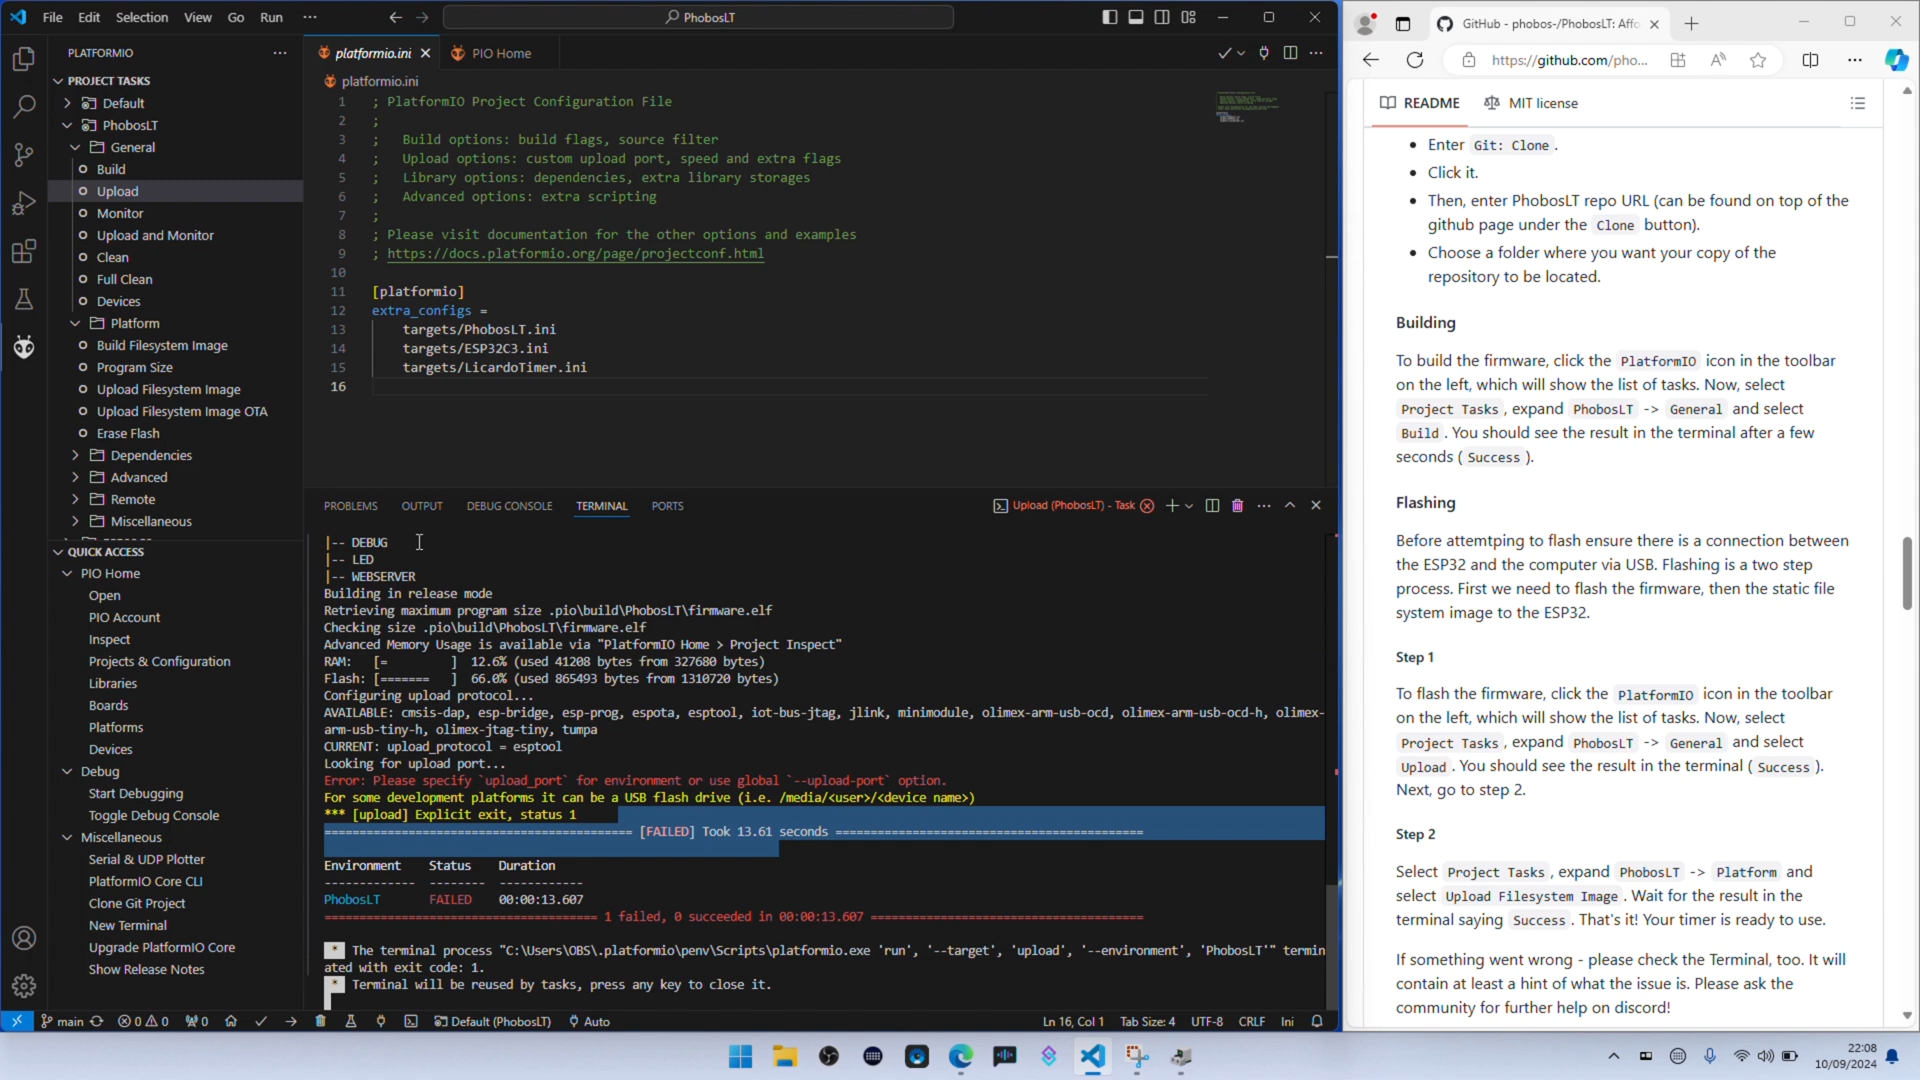 File Edit Selection View Go Run ···
PhobosLT
PLATFORMIO ···
PROJECT TASKS
Default
PhobosLT
General
Build
Upload
Monitor
Upload and Monitor
Clean
Full Clean
Devices
Platform
Build Filesystem Image
Program Size
Upload Filesystem Image
Upload Filesystem Image OTA
Erase Flash
Dependencies
Advanced
Remote
Miscellaneous
QUICK ACCESS
PIO Home
Open
PIO Account
Inspect
Projects & Configuration
Libraries
Boards
Platforms
Devices
Debug
Start Debugging
Toggle Debug Console
Miscellaneous
Serial & UDP Plotter
PlatformIO Core CLI
Clone Git Project
New Terminal
Upgrade PlatformIO Core
Show Release Notes
platformio.ini PIO Home
platformio.ini
1 ; PlatformIO Project Configuration File
2 ;
3 ; Build options: build flags, source filter
4 ; Upload options: custom upload port, speed and extra flags
5 ; Library options: dependencies, extra library storages
6 ; Advanced options: extra scripting
7 ;
8 ; Please visit documentation for the other options and examples
9 ; https://docs.platformio.org/page/projectconf.html
10
11 [platformio]
12 extra_configs =
13 targets/PhobosLT.ini
14 targets/ESP32C3.ini
15 targets/LicardoTimer.ini
16
PROBLEMS OUTPUT DEBUG CONSOLE TERMINAL PORTS
Upload (PhobosLT) - Task
|-- DEBUG
|-- LED
|-- WEBSERVER
Building in release mode
Retrieving maximum program size .pio\build\PhobosLT\firmware.elf
Checking size .pio\build\PhobosLT\firmware.elf
Advanced Memory Usage is available via "PlatformIO Home > Project Inspect"
RAM: [= ] 12.6% (used 41208 bytes from 327680 bytes)
Flash: [======= ] 66.0% (used 865493 bytes from 1310720 bytes)
Configuring upload protocol...
AVAILABLE: cmsis-dap, esp-bridge, esp-prog, espota, esptool, iot-bus-jtag, jlink, minimodule, olimex-arm-usb-ocd, olimex-arm-usb-ocd-h, olimex-
arm-usb-tiny-h, olimex-jtag-tiny, tumpa
CURRENT: upload_protocol = esptool
Looking for upload port...
Error: Please specify `upload_port` for environment or use global `--upload-port` option.
For some development platforms it can be a USB flash drive (i.e. /media/<user>/<device name>)
*** [upload] Explicit exit, status 1
============================================ [FAILED] Took 13.61 seconds ============================================
Environment Status Duration
------------- -------- ------------
PhobosLT FAILED 00:00:13.607
======================================= 1 failed, 0 succeeded in 00:00:13.607 =======================================
* The terminal process "C:\Users\OBS\.platformio\penv\Scripts\platformio.exe 'run', '--target', 'upload', '--environment', 'PhobosLT'" termin
ated with exit code: 1.
* Terminal will be reused by tasks, press any key to close it.
main 0 0 0 Default (PhobosLT) Auto Ln 16, Col 1 Tab Size: 4 UTF-8 CRLF Ini
GitHub - phobos-/PhobosLT: Affo
https://github.com/pho...
README MIT license
• Enter Git: Clone .
• Click it.
• Then, enter PhobosLT repo URL (can be found on top of the
github page under the Clone button).
• Choose a folder where you want your copy of the
repository to be located.
Building
To build the firmware, click the PlatformIO icon in the toolbar
on the left, which will show the list of tasks. Now, select
Project Tasks , expand PhobosLT -> General and select
Build . You should see the result in the terminal after a few
seconds ( Success ).
Flashing
Before attemtping to flash ensure there is a connection between
the ESP32 and the computer via USB. Flashing is a two step
process. First we need to flash the firmware, then the static file
system image to the ESP32.
Step 1
To flash the firmware, click the PlatformIO icon in the toolbar
on the left, which will show the list of tasks. Now, select
Project Tasks , expand PhobosLT -> General and select
Upload . You should see the result in the terminal ( Success ).
Next, go to step 2.
Step 2
Select Project Tasks , expand PhobosLT -> Platform and
select Upload Filesystem Image . Wait for the result in the
terminal saying Success . That's it! Your timer is ready to use.
If something went wrong - please check the Terminal, too. It will
contain at least a hint of what the issue is. Please ask the
community for further help on discord!
22:08
10/09/2024